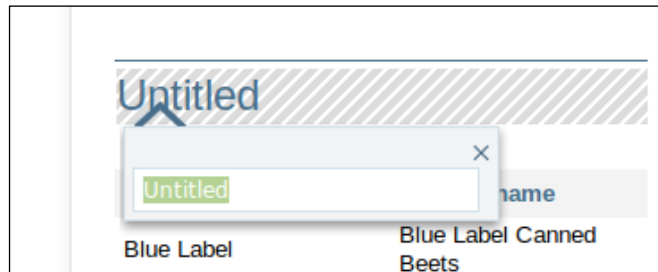 Untitled
Untitled
name
Blue Label
Blue Label Canned
Beets